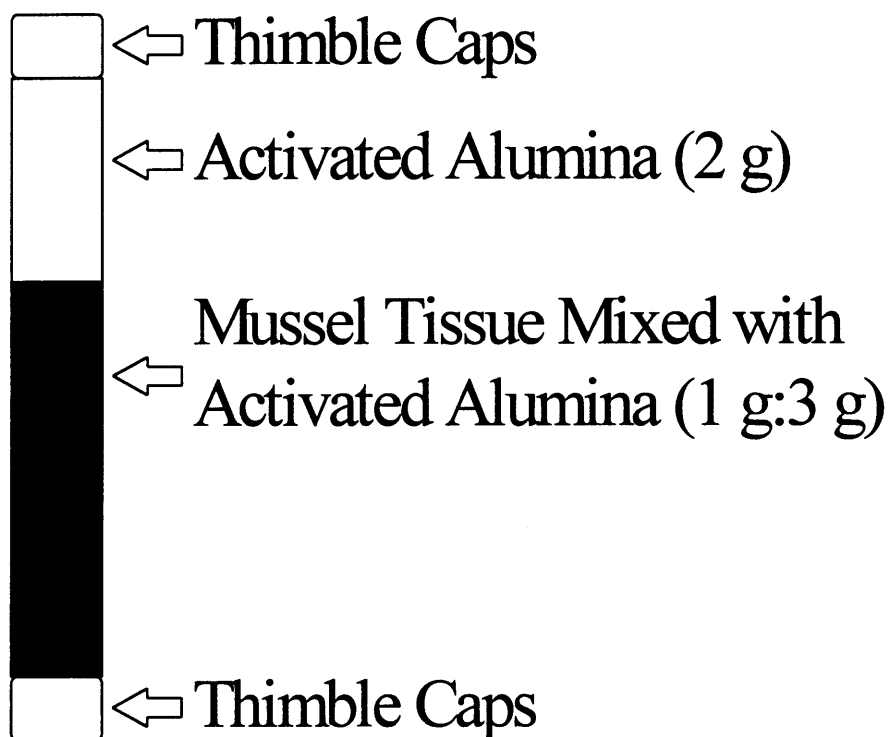 Thimble Caps
Activated Alumina (2 g)
Mussel Tissue Mixed with
Activated Alumina (1 g:3 g)
Thimble Caps